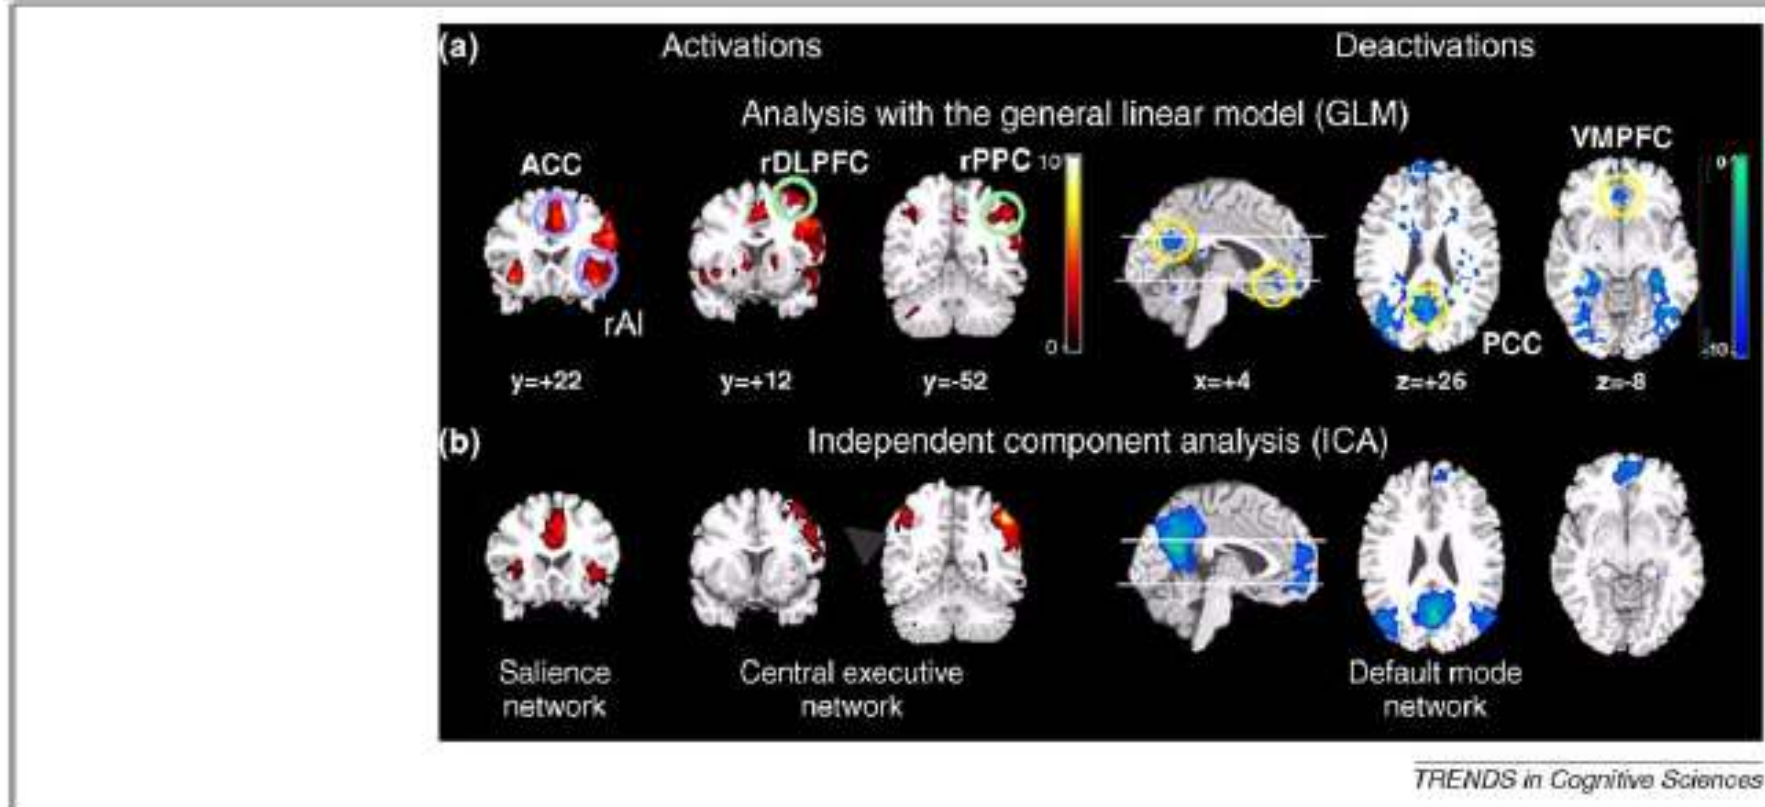 (a) Activations Deactivations
Analysis with the general linear model (GLM)
ACC rDLPFC rPPC 10 VMPFC 0
rAI 0 PCC -10
y=+22 y=+12 y=-52 x=+4 z=+26 z=-8
(b) Independent component analysis (ICA)
Salience Central executive Default mode
network network network
TRENDS in Cognitive Sciences